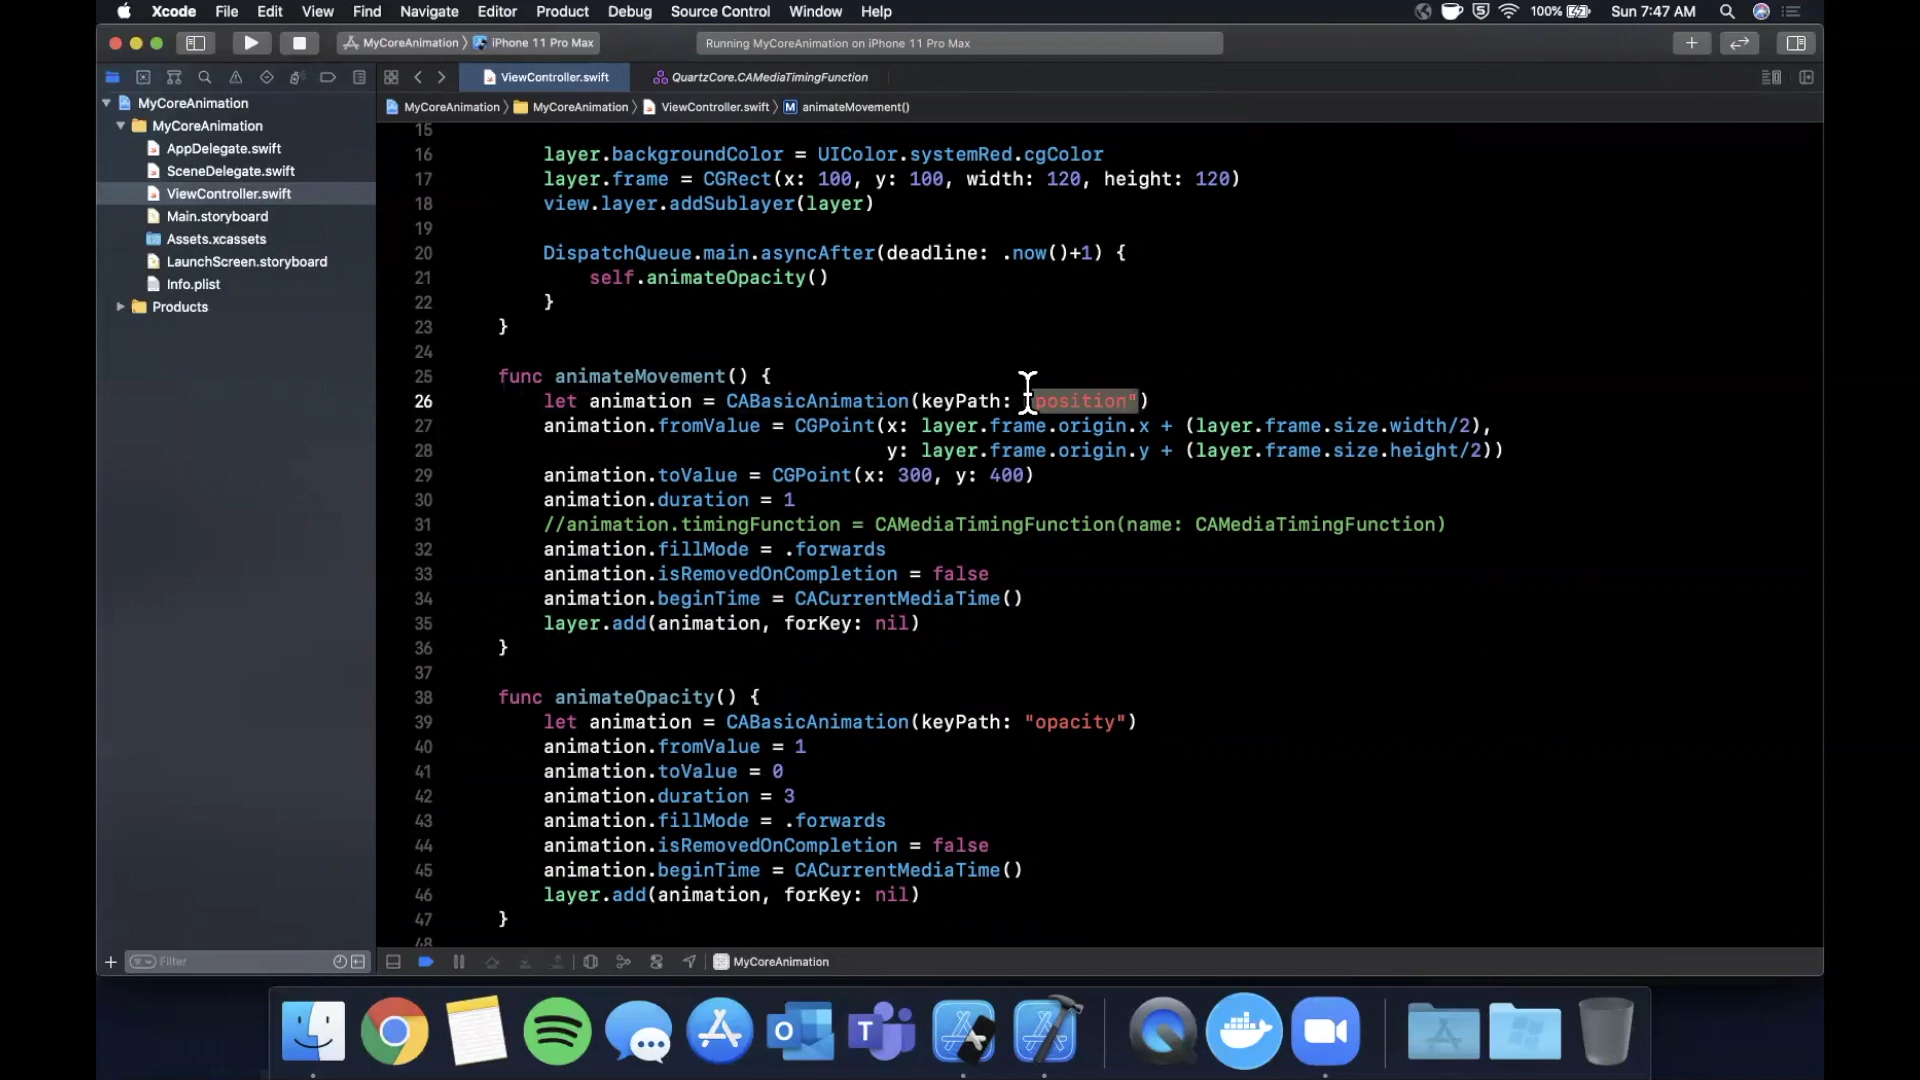 Xcode File Edit View Find Navigate Editor Product Debug Source Control Window Help 100% Sun 7:47 AM
MyCoreAnimation 〉 iPhone 11 Pro Max Running MyCoreAnimation on iPhone 11 Pro Max
ViewController.swift QuartzCore.CAMediaTimingFunction
MyCoreAnimation 〉 MyCoreAnimation 〉 ViewController.swift 〉 M animateMovement()
MyCoreAnimation
MyCoreAnimation
AppDelegate.swift
SceneDelegate.swift
ViewController.swift
Main.storyboard
Assets.xcassets
LaunchScreen.storyboard
Info.plist
Products
15
16 layer.backgroundColor = UIColor.systemRed.cgColor
17 layer.frame = CGRect(x: 100, y: 100, width: 120, height: 120)
18 view.layer.addSublayer(layer)
19
20 DispatchQueue.main.asyncAfter(deadline: .now()+1) {
21 self.animateOpacity()
22 }
23 }
24
25 func animateMovement() {
26 let animation = CABasicAnimation(keyPath: "position")
27 animation.fromValue = CGPoint(x: layer.frame.origin.x + (layer.frame.size.width/2),
28 y: layer.frame.origin.y + (layer.frame.size.height/2))
29 animation.toValue = CGPoint(x: 300, y: 400)
30 animation.duration = 1
31 //animation.timingFunction = CAMediaTimingFunction(name: CAMediaTimingFunction)
32 animation.fillMode = .forwards
33 animation.isRemovedOnCompletion = false
34 animation.beginTime = CACurrentMediaTime()
35 layer.add(animation, forKey: nil)
36 }
37
38 func animateOpacity() {
39 let animation = CABasicAnimation(keyPath: "opacity")
40 animation.fromValue = 1
41 animation.toValue = 0
42 animation.duration = 3
43 animation.fillMode = .forwards
44 animation.isRemovedOnCompletion = false
45 animation.beginTime = CACurrentMediaTime()
46 layer.add(animation, forKey: nil)
47 }
48
Filter MyCoreAnimation